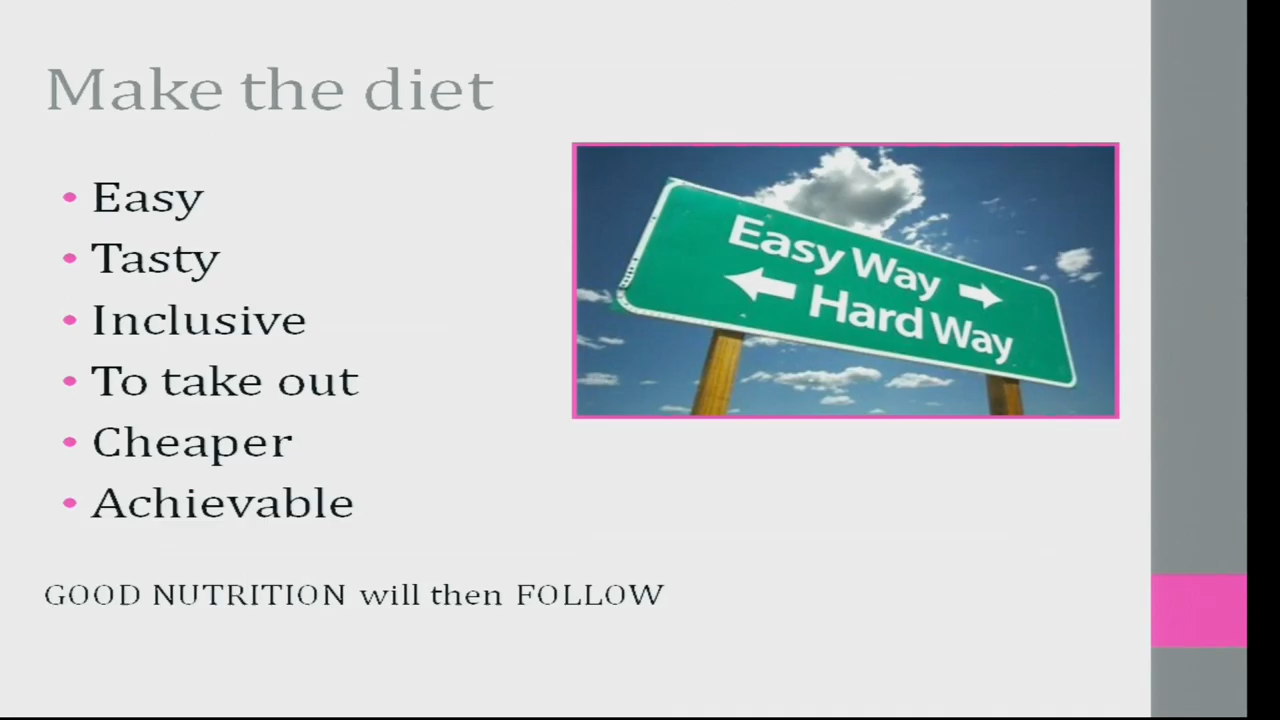 Make the diet
• Easy
• Tasty
• Inclusive
• To take out
• Cheaper
• Achievable
Easy Way →
← Hard Way
GOOD NUTRITION will then FOLLOW